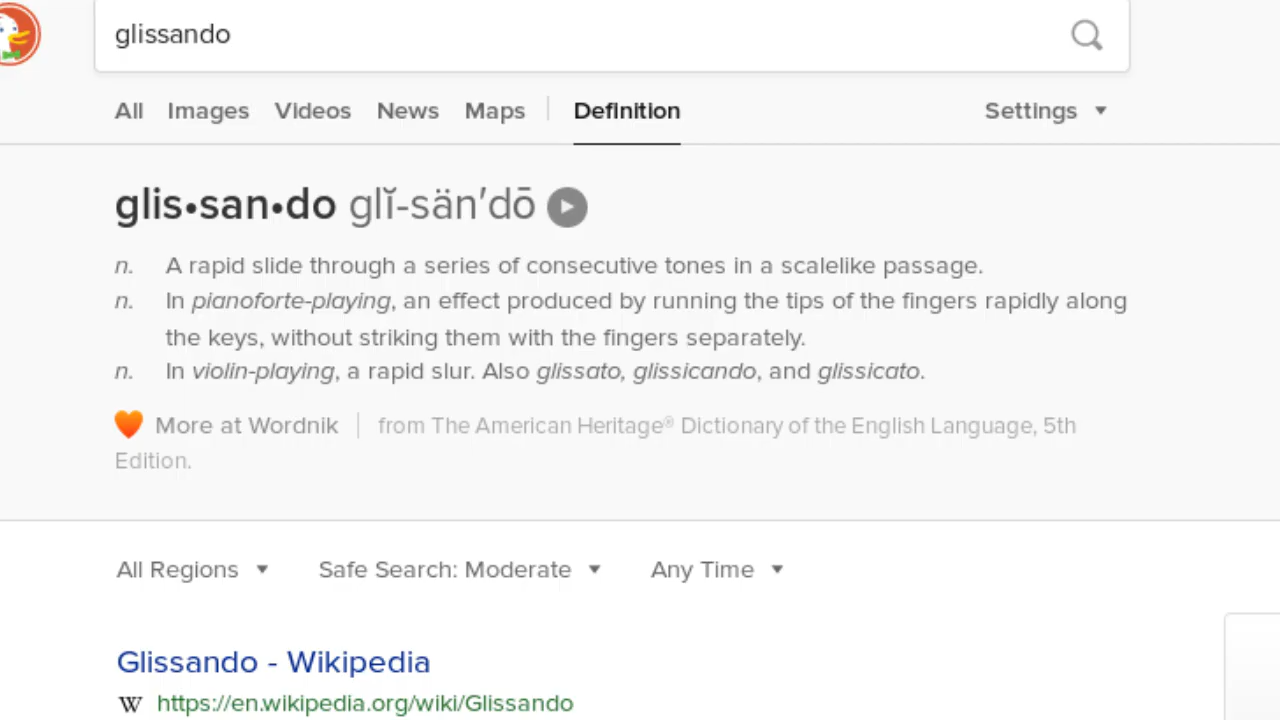 glissando
All Images Videos News Maps Definition Settings
glis•san•do glĭ-sän′dō
n. A rapid slide through a series of consecutive tones in a scalelike passage.
n. In pianoforte-playing, an effect produced by running the tips of the fingers rapidly along
the keys, without striking them with the fingers separately.
n. In violin-playing, a rapid slur. Also glissato, glissicando, and glissicato.
More at Wordnik | from The American Heritage® Dictionary of the English Language, 5th
Edition.
All Regions Safe Search: Moderate Any Time
Glissando - Wikipedia
W https://en.wikipedia.org/wiki/Glissando